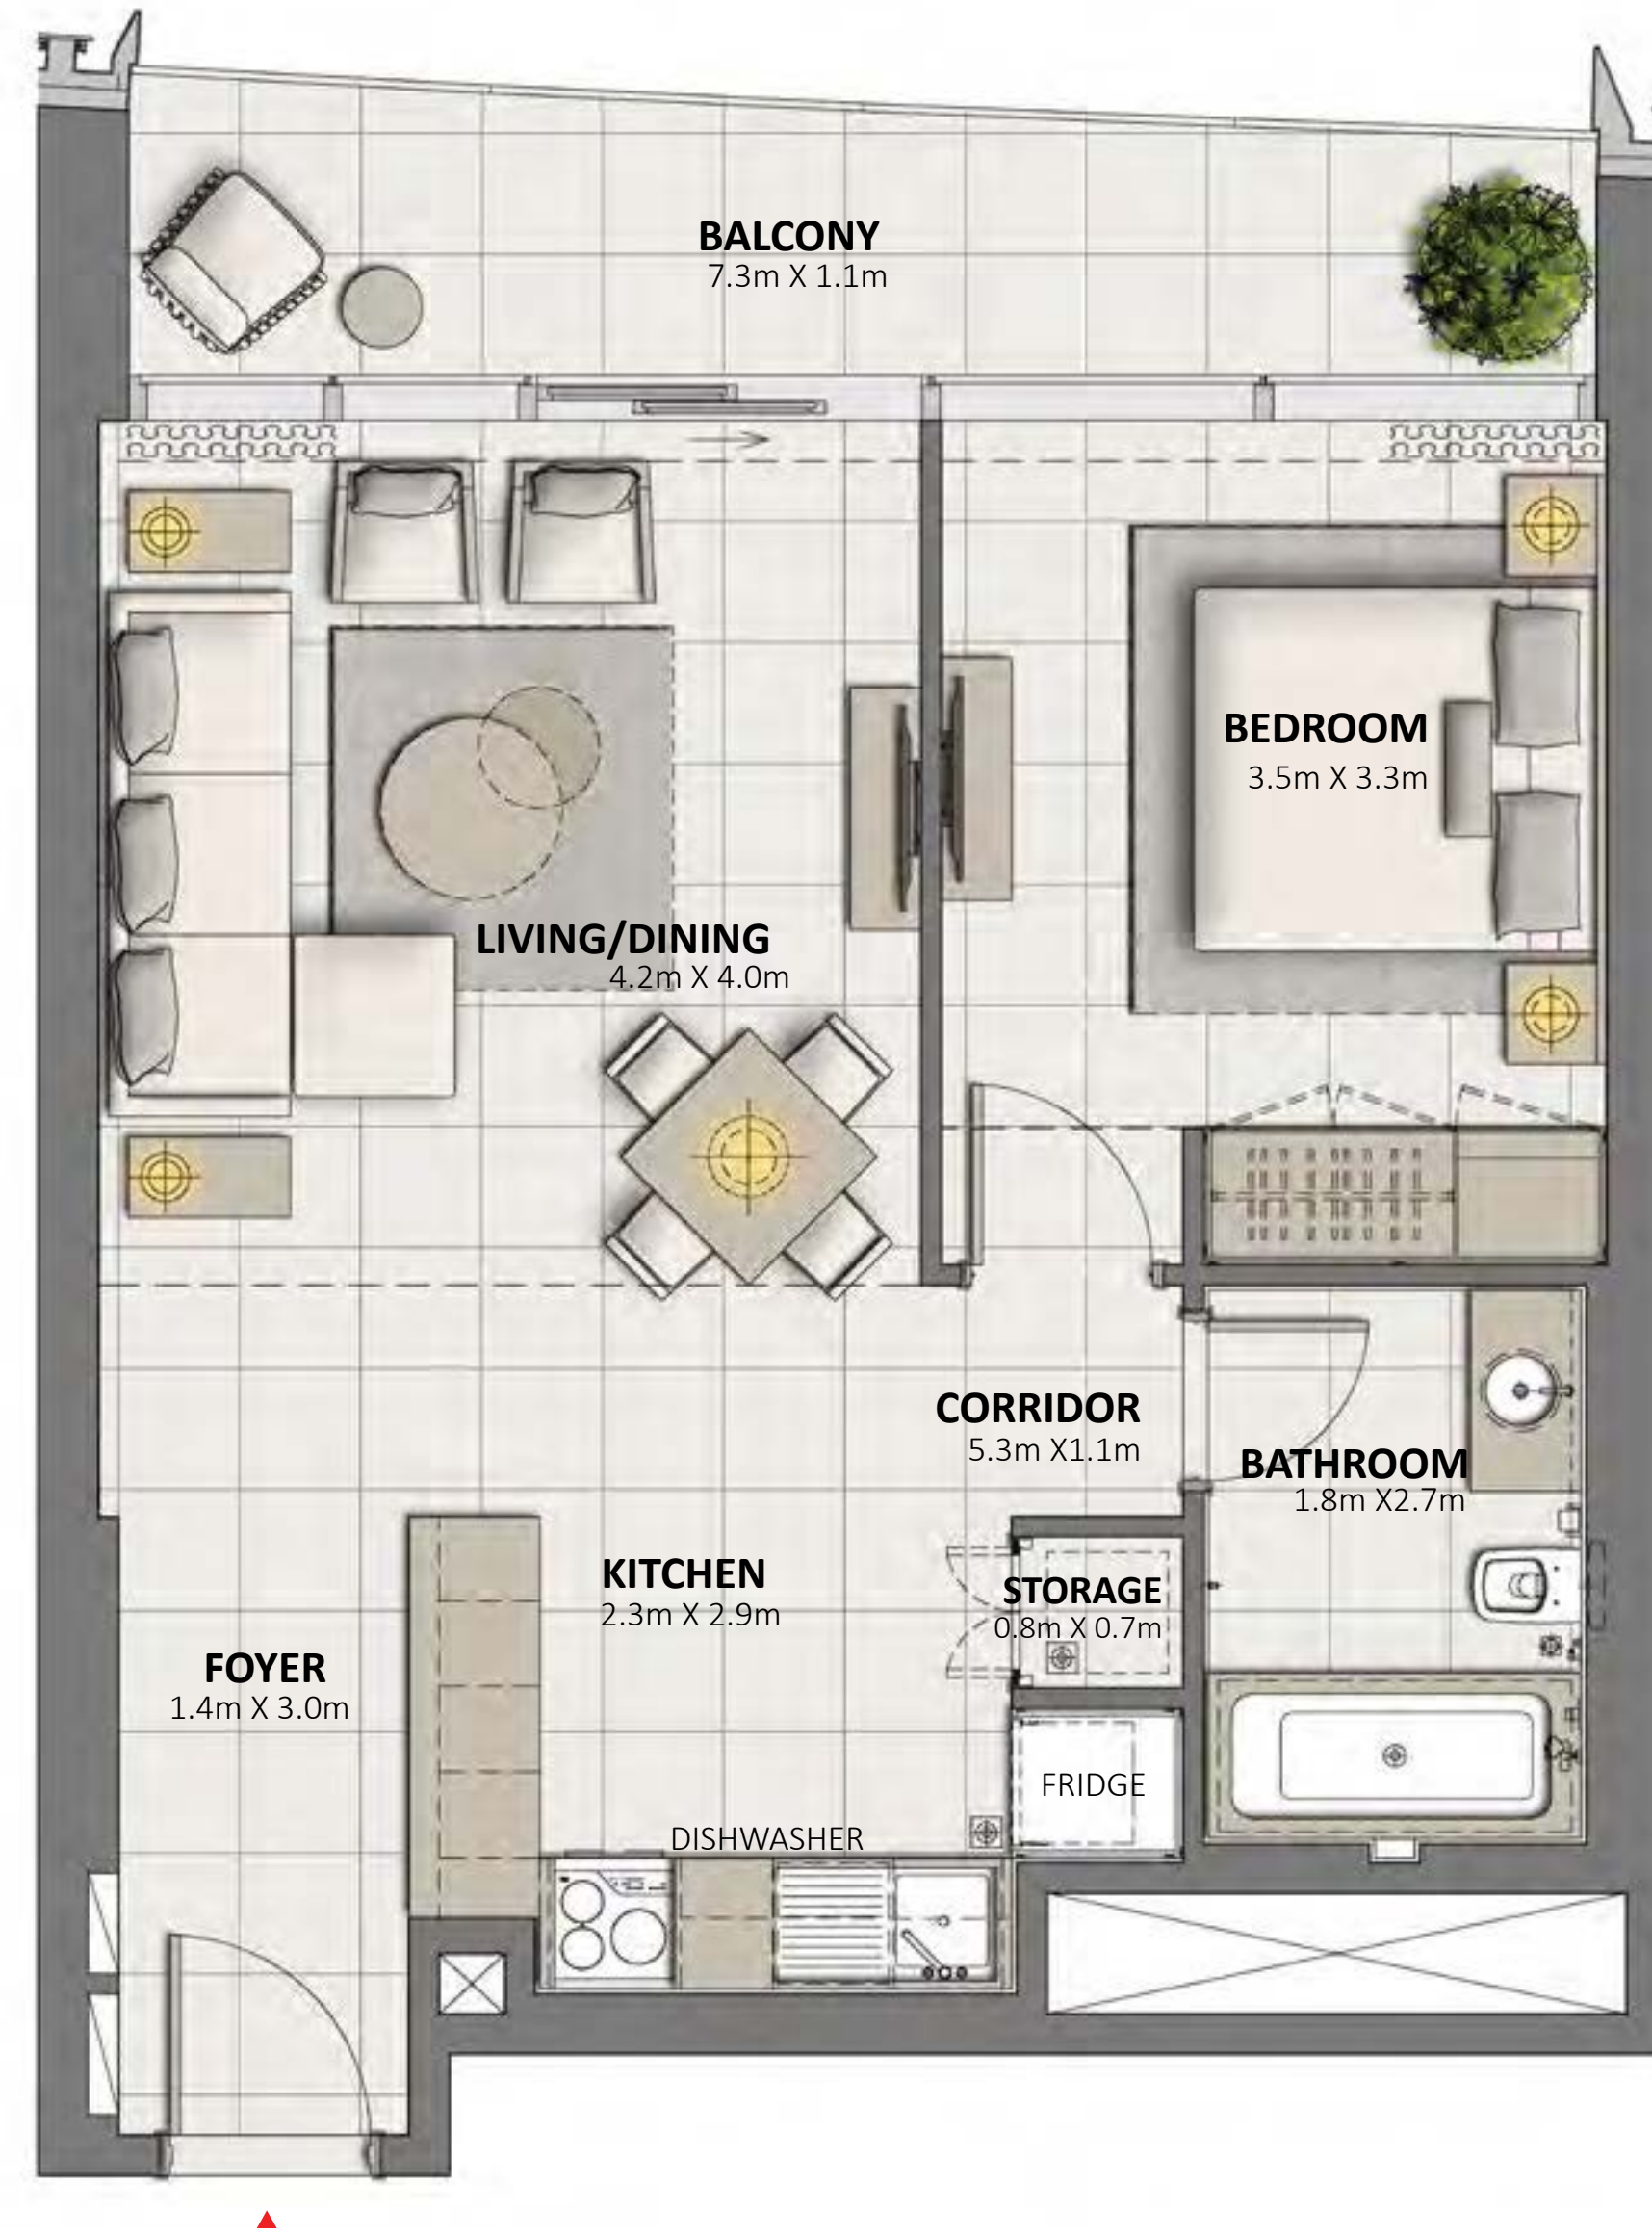 BALCONY
7.3m X 1.1m
BEDROOM
3.5m X 3.3m
LIVING/DINING
4.2m X 4.0m
CORRIDOR
5.3m X1.1m
BATHROOM
1.8m X2.7m
KITCHEN
2.3m X 2.9m
STORAGE
0.8m X 0.7m
FOYER
1.4m X 3.0m
FRIDGE
DISHWASHER